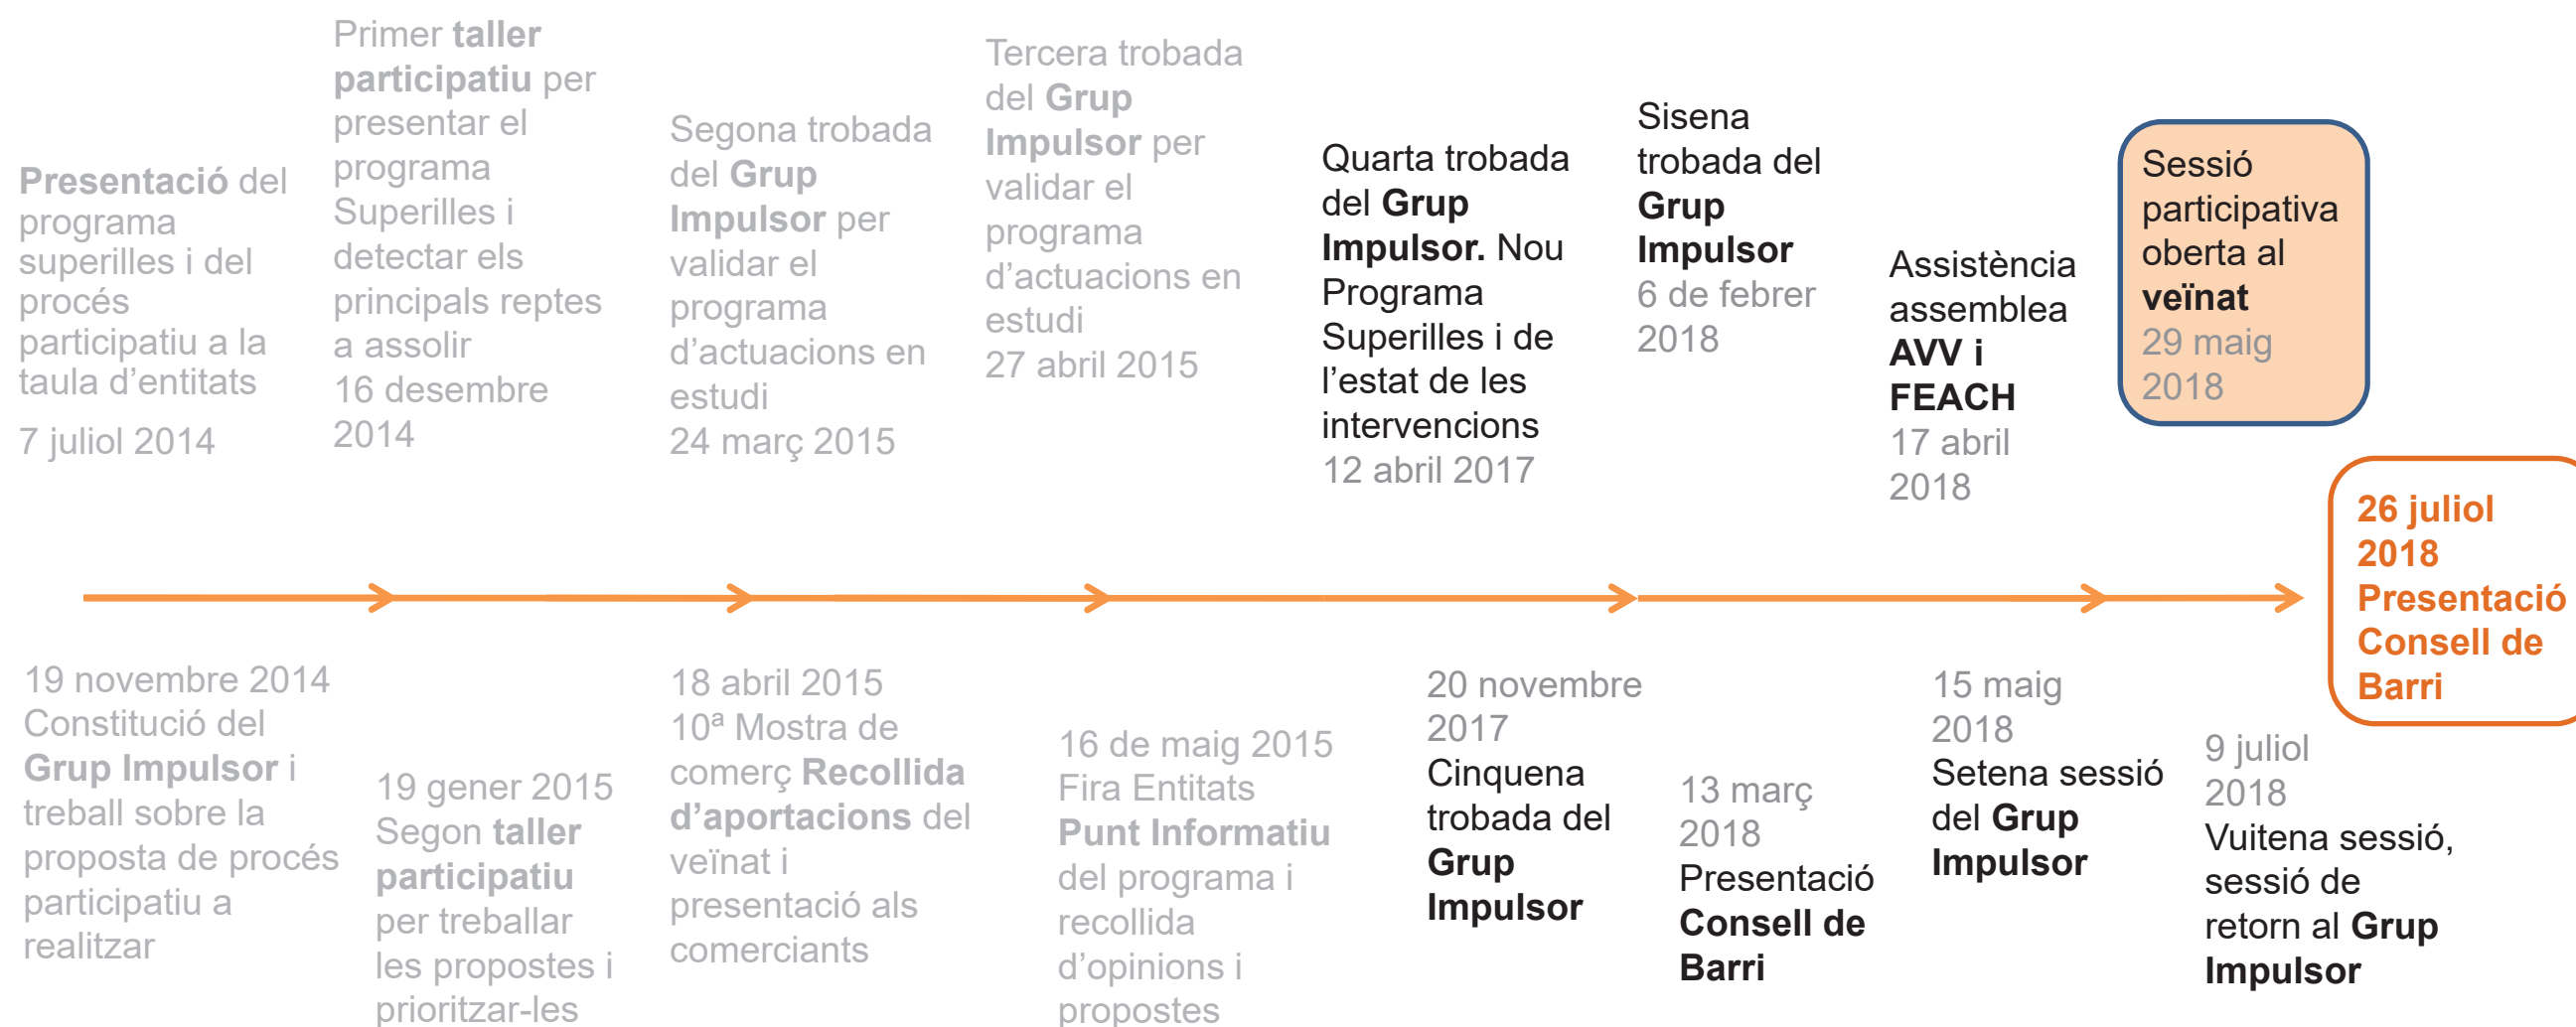 Presentació del
programa
superilles i del
procés
participatiu a la
taula d’entitats
7 juliol 2014
Primer taller
participatiu per
presentar el
programa
Superilles i
detectar els
principals reptes
a assolir
16 desembre
2014
Segona trobada
del Grup
Impulsor per
validar el
programa
d’actuacions en
estudi
24 març 2015
Tercera trobada
del Grup
Impulsor per
validar el
programa
d’actuacions en
estudi
27 abril 2015
Quarta trobada
del Grup
Impulsor. Nou
Programa
Superilles i de
l’estat de les
intervencions
12 abril 2017
Sisena
trobada del
Grup
Impulsor
6 de febrer
2018
Assistència
assemblea
AVV i
FEACH
17 abril
2018
Sessió
participativa
oberta al
veïnat
29 maig
2018
26 juliol
2018
Presentació
Consell de
Barri
19 novembre 2014
Constitució del
Grup Impulsor i
treball sobre la
proposta de procés
participatiu a
realitzar
19 gener 2015
Segon taller
participatiu
per treballar
les propostes i
prioritzar-les
18 abril 2015
10ª Mostra de
comerç Recollida
d’aportacions del
veïnat i
presentació als
comerciants
16 de maig 2015
Fira Entitats
Punt Informatiu
del programa i
recollida
d’opinions i
propostes
20 novembre
2017
Cinquena
trobada del
Grup
Impulsor
13 març
2018
Presentació
Consell de
Barri
15 maig
2018
Setena sessió
del Grup
Impulsor
9 juliol
2018
Vuitena sessió,
sessió de
retorn al Grup
Impulsor